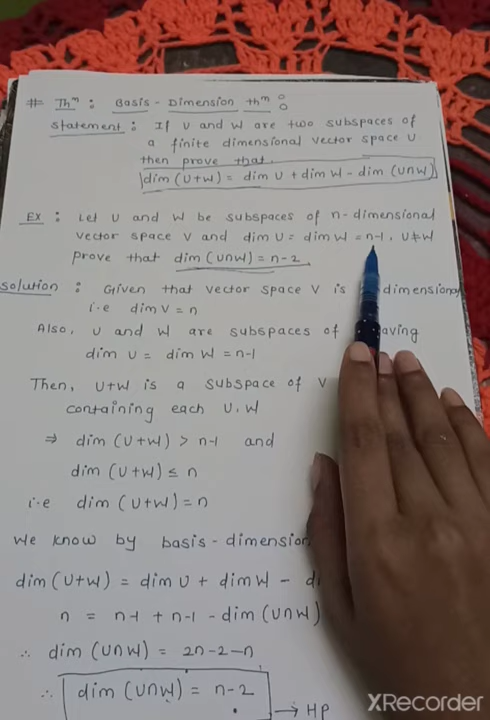 # Thm : Basis - Dimension thm :
Statement : If U and W are two subspaces of
a finite dimensional vector space U
then prove that
dim (U+W) = dim U + dim W - dim (U∩W)
Ex : Let U and W be subspaces of n-dimensional
vector space V and dim U = dim W = n-1, U≠W
prove that dim (U∩W) = n-2.
Solution : Given that vector space V is dimensional
i.e dim V = n
Also, U and W are subspaces of aving
dim U = dim W = n-1
Then, U+W is a subspace of V
containing each U, W
⇒ dim (U+W) > n-1 and
dim (U+W) ≤ n
i.e dim (U+W) = n
We know by basis - dimension
dim (U+W) = dim U + dim W - d
n = n-1 + n-1 - dim (U∩W)
∴ dim (U∩W) = 2n-2-n
∴ dim (U∩W) = n-2
→ HP
XRecorder